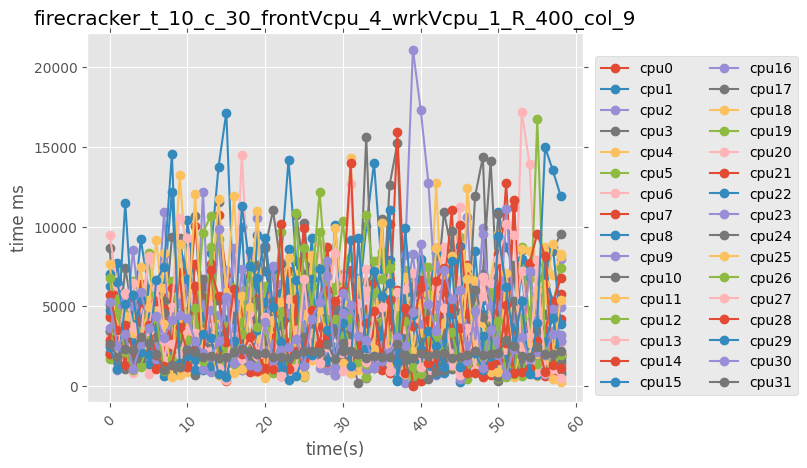 firecracker_t_10_c_30_frontVcpu_4_wrkVcpu_1_R_400_col_9
time ms
20000
15000
10000
5000
0
0
10
20
30
40
50
60
time(s)
cpu0
cpu1
cpu2
cpu3
cpu4
cpu5
cpu6
cpu7
cpu8
cpu9
cpu10
cpu11
cpu12
cpu13
cpu14
cpu15
cpu16
cpu17
cpu18
cpu19
cpu20
cpu21
cpu22
cpu23
cpu24
cpu25
cpu26
cpu27
cpu28
cpu29
cpu30
cpu31